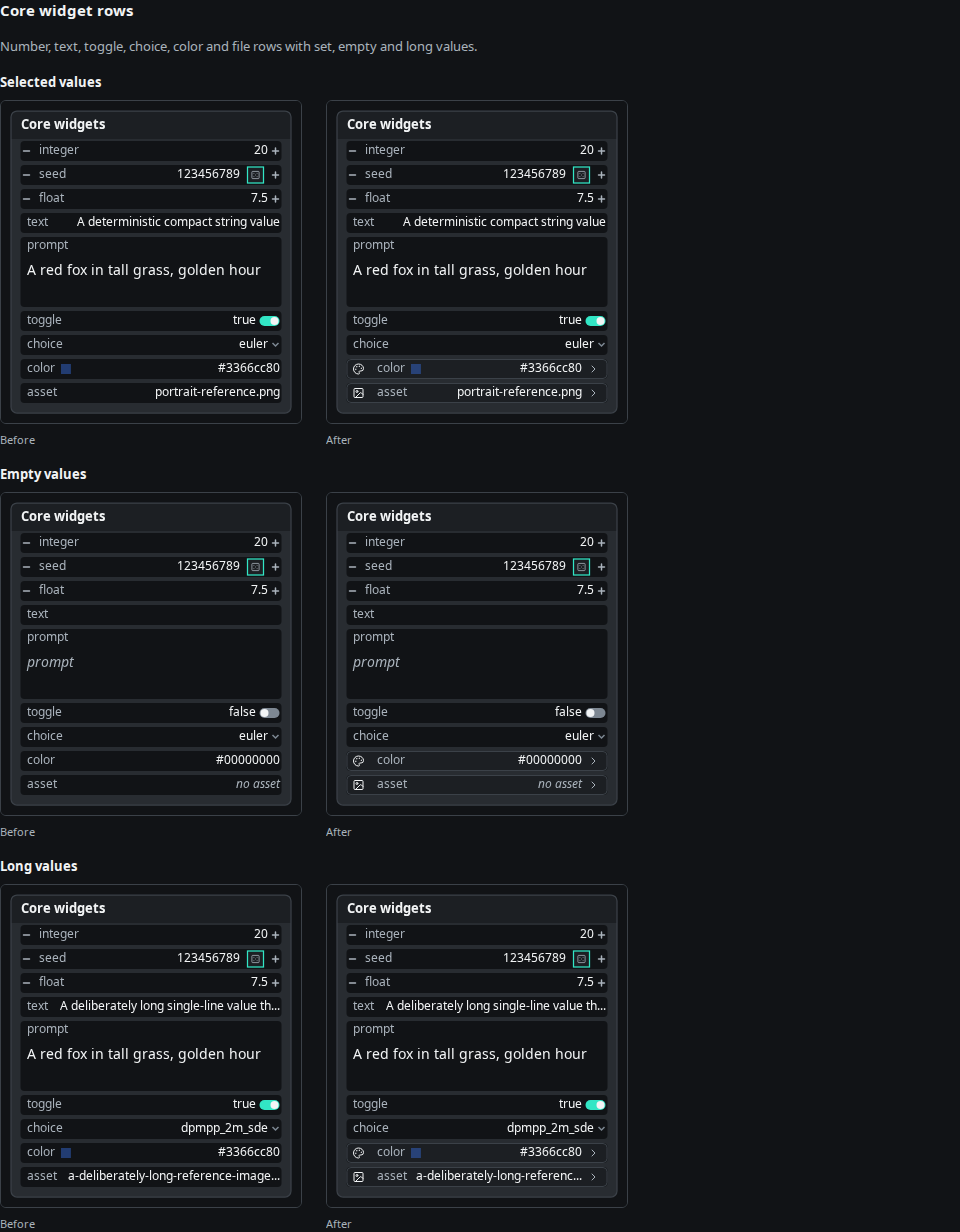 Core widget rows
Number, text, toggle, choice, color and file rows with set, empty and long values.
Selected values
Core widgets
− integer 20 +
− seed 123456789 +
− float 7.5 +
text A deterministic compact string value
prompt
A red fox in tall grass, golden hour
toggle true
choice euler
color #3366cc80
asset portrait-reference.png
Before
Core widgets
− integer 20 +
− seed 123456789 +
− float 7.5 +
text A deterministic compact string value
prompt
A red fox in tall grass, golden hour
toggle true
choice euler
color #3366cc80
asset portrait-reference.png
After
Empty values
Core widgets
− integer 20 +
− seed 123456789 +
− float 7.5 +
text
prompt
prompt
toggle false
choice euler
color #00000000
asset no asset
Before
Core widgets
− integer 20 +
− seed 123456789 +
− float 7.5 +
text
prompt
prompt
toggle false
choice euler
color #00000000
asset no asset
After
Long values
Core widgets
− integer 20 +
− seed 123456789 +
− float 7.5 +
text A deliberately long single-line value th...
prompt
A red fox in tall grass, golden hour
toggle true
choice dpmpp_2m_sde
color #3366cc80
asset a-deliberately-long-reference-image...
Before
Core widgets
− integer 20 +
− seed 123456789 +
− float 7.5 +
text A deliberately long single-line value th...
prompt
A red fox in tall grass, golden hour
toggle true
choice dpmpp_2m_sde
color #3366cc80
asset a-deliberately-long-referenc...
After